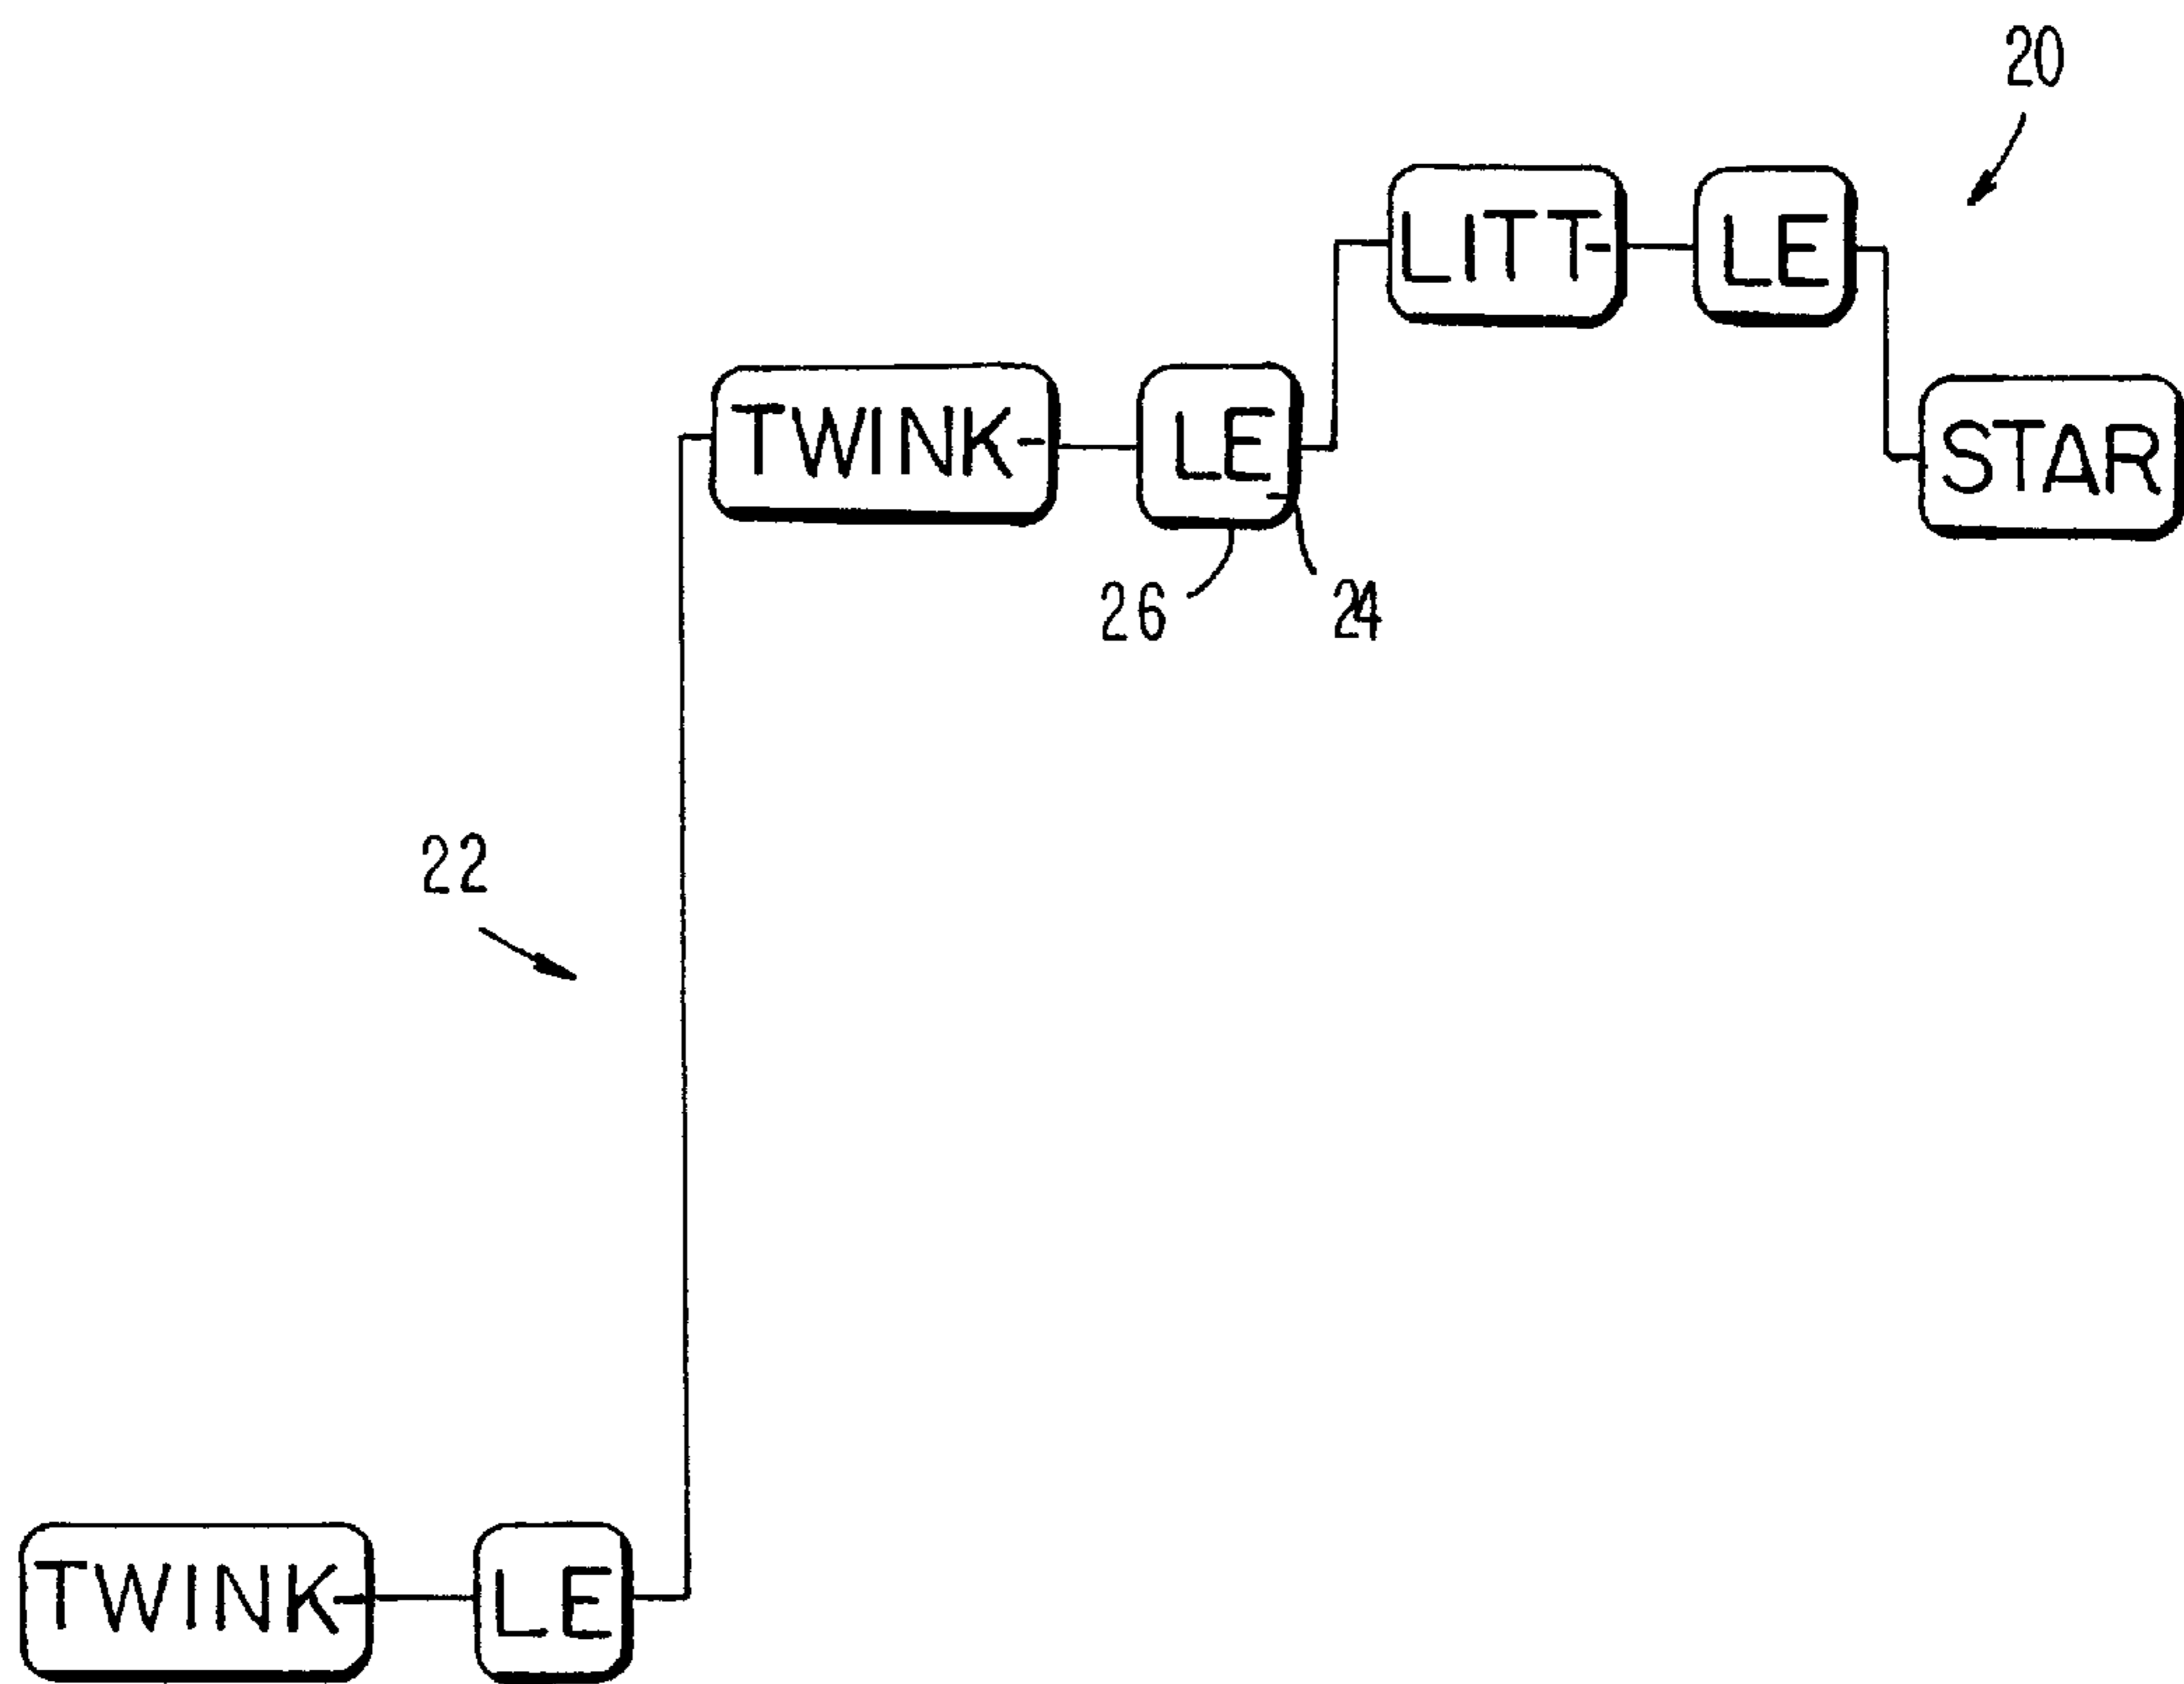 20
LITT- LE
TWINK- LE STAR
26 24
22
TWINK- LE